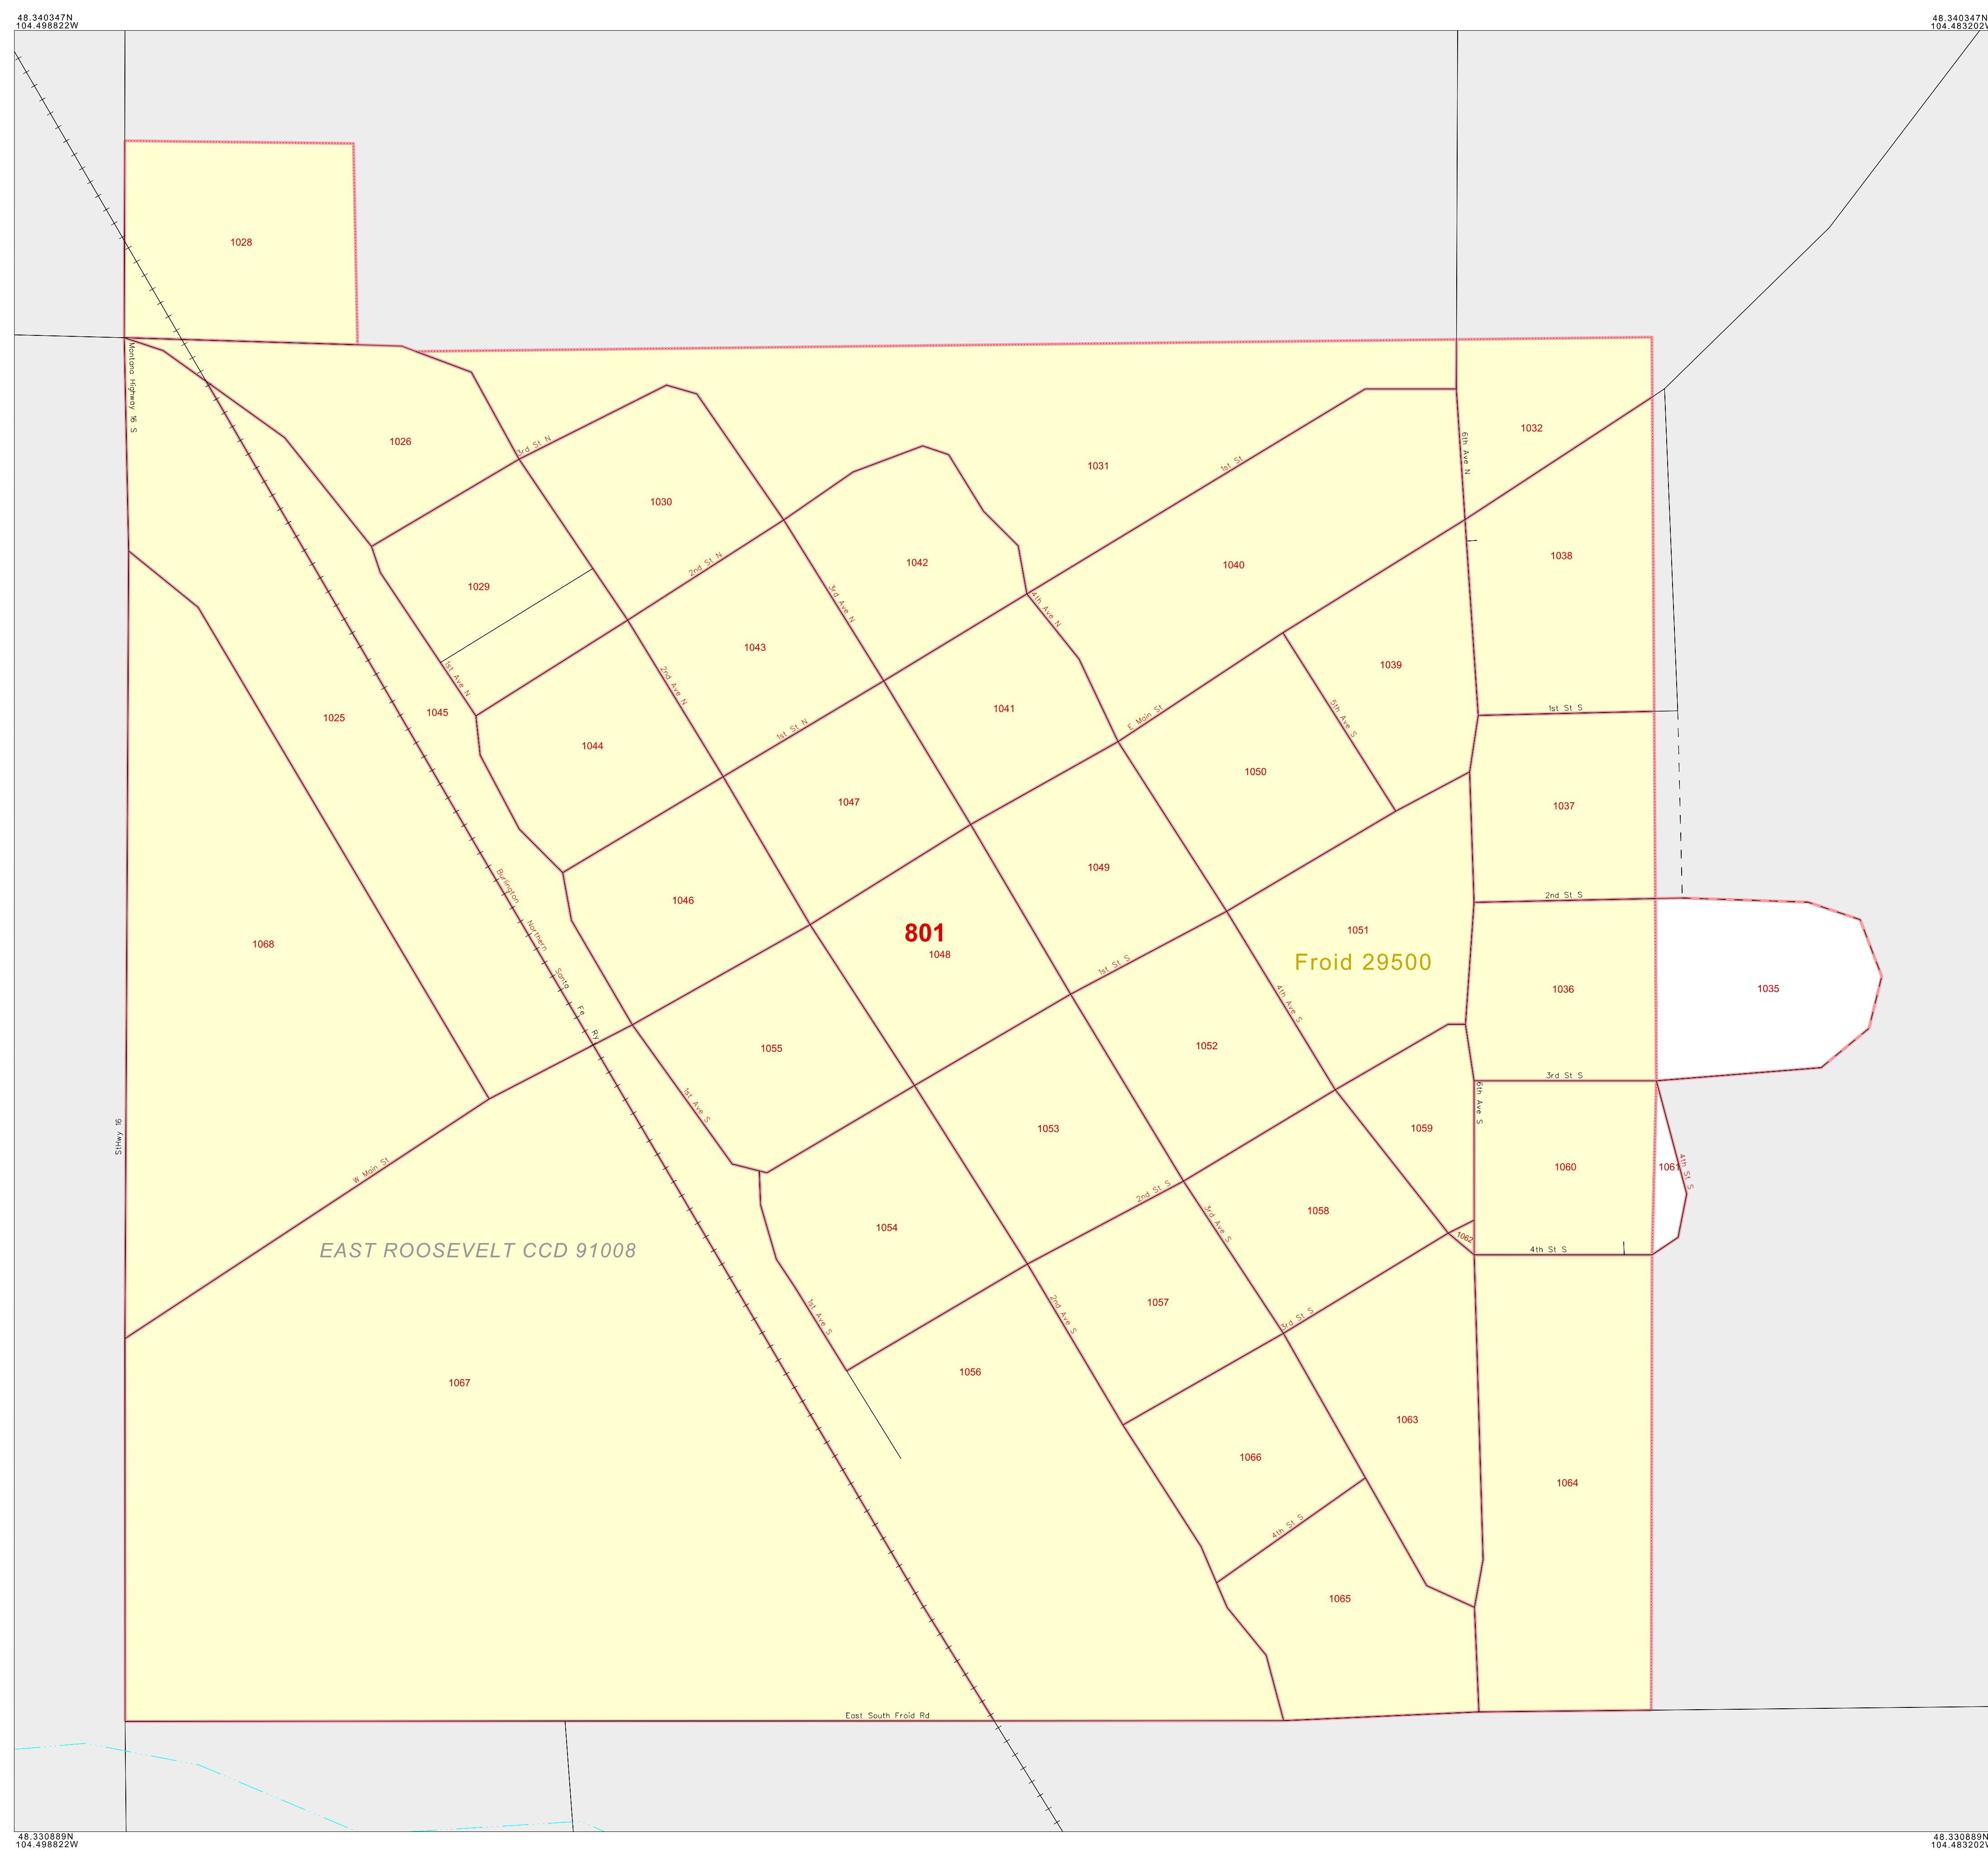 48.340347N
104.498822W
48.340347N
104.483202W
1028
Montana Highway 16 S
1026
3rd St N
1032
6th Ave N
1031
1st St
1030
1038
1042
2nd St N
1040
1029
3rd Ave N
4th Ave N
1043
1039
1st Ave N
2nd Ave N
1st St S
1041
1045
1025
E Main St
5th Ave S
1st St N
1044
1050
1047
1037
1049
2nd St S
Burlington Northern Santa Fe Ry
1046
801
1048
1051
Froid 29500
1068
1st St S
1036
1035
4th Ave S
1055
1052
3rd St S
1st Ave S
6th Ave S
StHwy 16
1053
1059
W Main St
1060
1061
4th St S
2nd St S
1054
3rd Ave S
1058
1062
EAST ROOSEVELT CCD 91008
4th St S
1st Ave S
2nd Ave S
1057
3rd St S
1067
1056
1063
1066
1064
4th St S
1065
East South Froid Rd
48.330889N
104.498822W
48.330889N
104.483202W